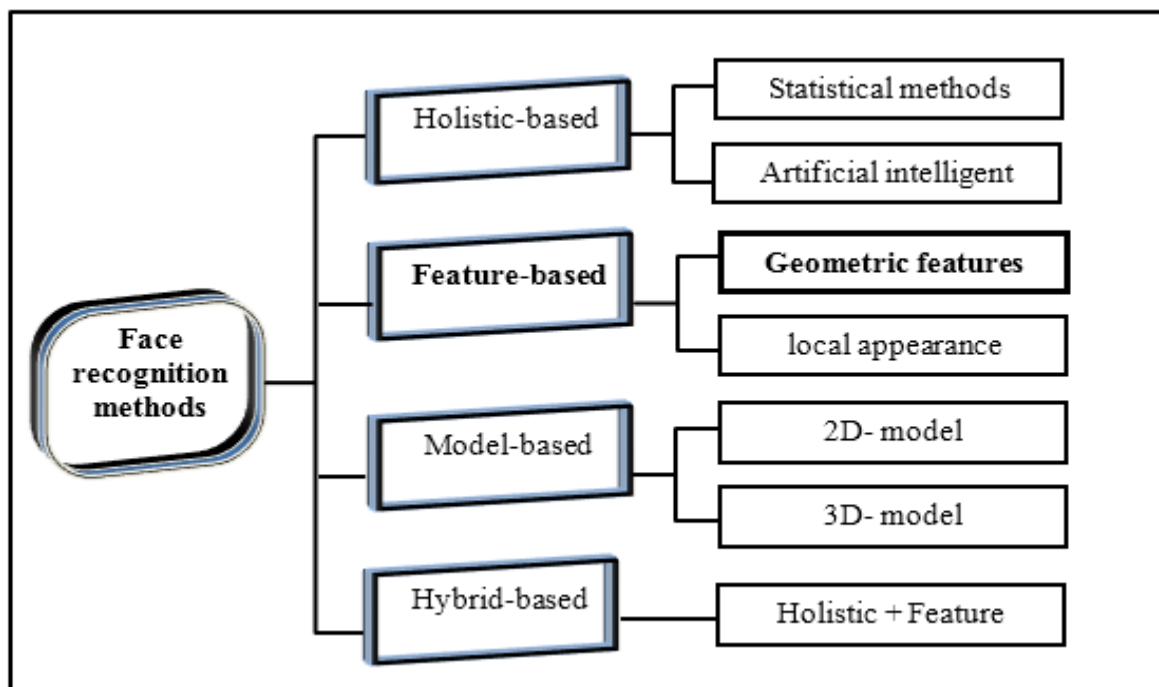 Face
recognition
methods
Holistic-based
Statistical methods
Artificial intelligent
Feature-based
Geometric features
local appearance
Model-based
2D- model
3D- model
Hybrid-based
Holistic + Feature